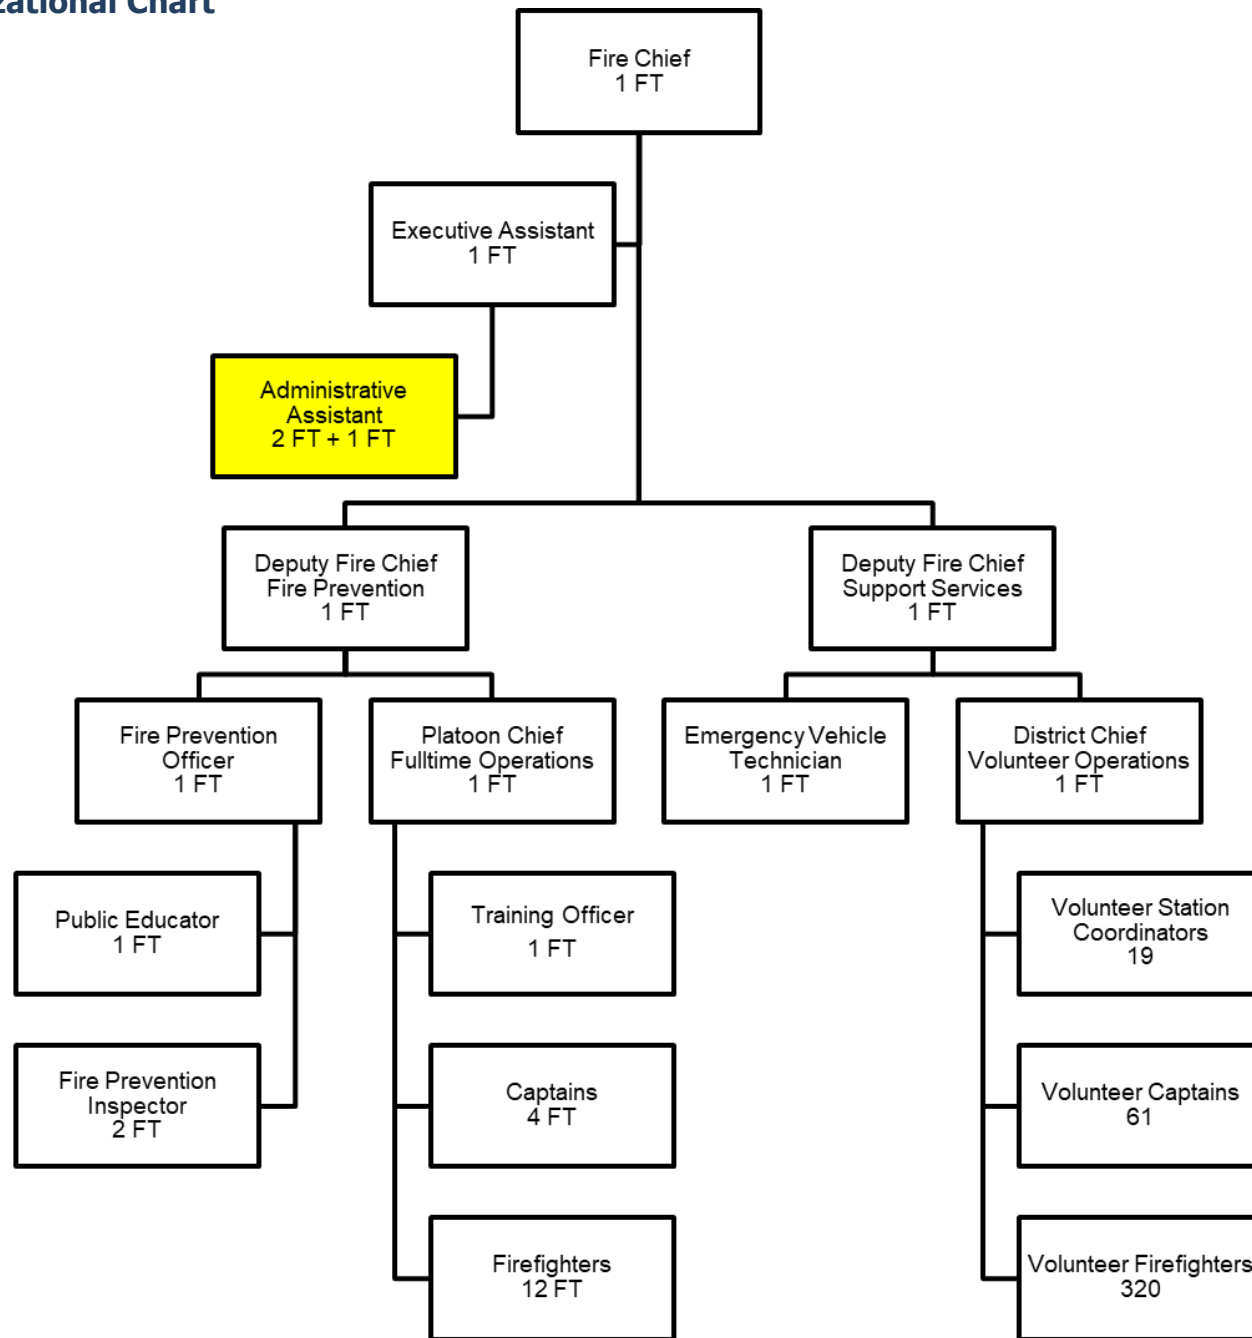 zational Chart
Fire Chief
1 FT
Executive Assistant
1 FT
Administrative
Assistant
2 FT + 1 FT
Deputy Fire Chief
Fire Prevention
1 FT
Deputy Fire Chief
Support Services
1 FT
Fire Prevention
Officer
1 FT
Platoon Chief
Fulltime Operations
1 FT
Emergency Vehicle
Technician
1 FT
District Chief
Volunteer Operations
1 FT
Public Educator
1 FT
Training Officer
1 FT
Volunteer Station
Coordinators
19
Fire Prevention
Inspector
2 FT
Captains
4 FT
Volunteer Captains
61
Firefighters
12 FT
Volunteer Firefighters
320